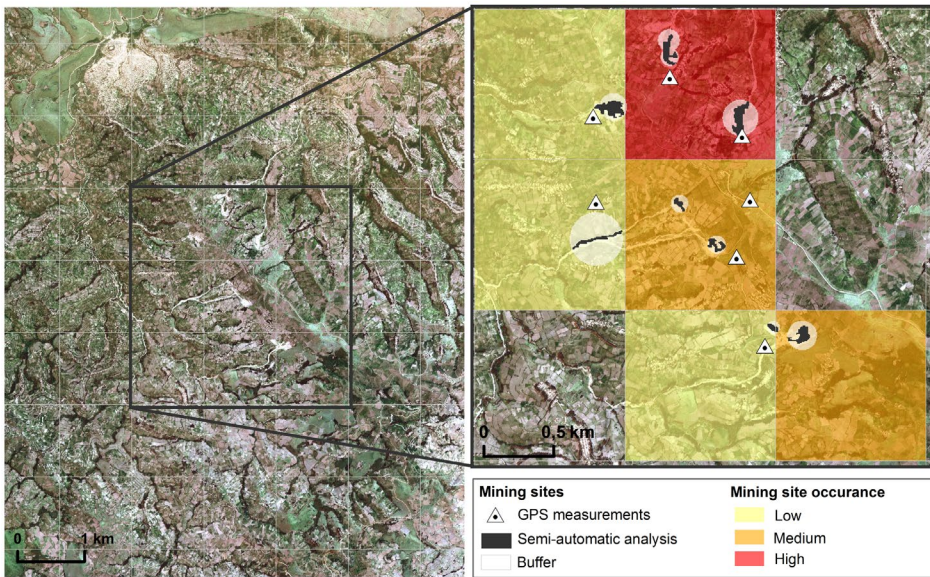 0 0,5 km
0 1 km
Mining sites
GPS measurements
Semi-automatic analysis
Buffer
Mining site occurance
Low
Medium
High